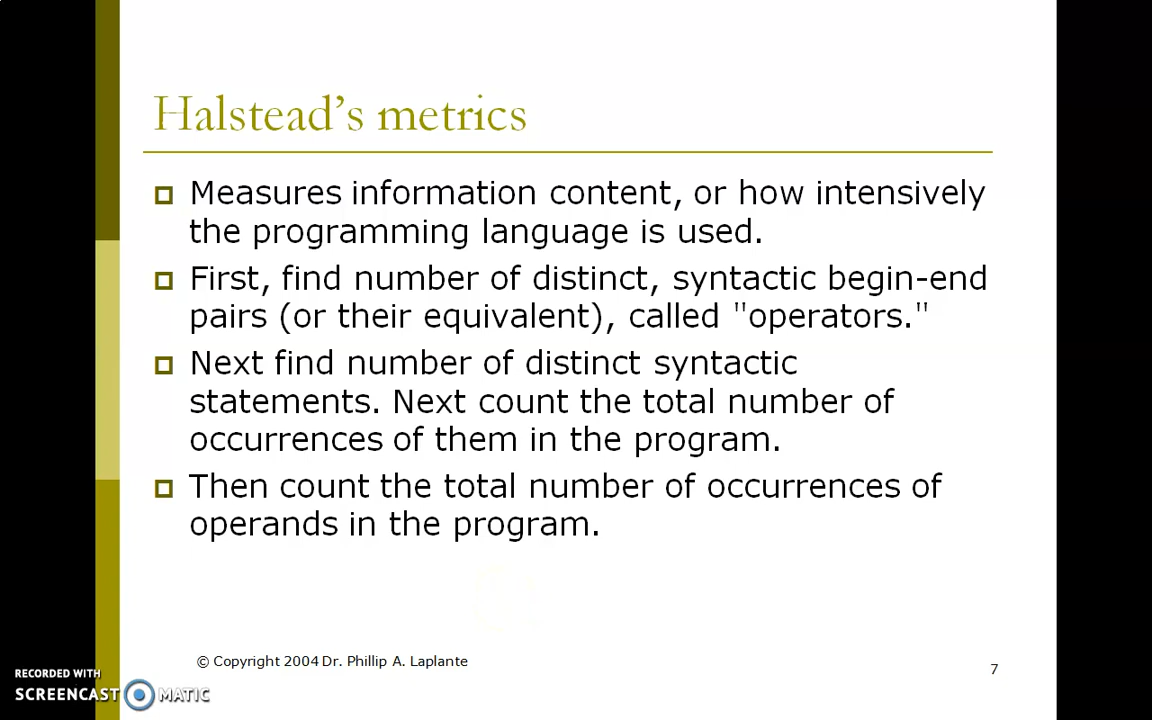 Halstead's metrics
Measures information content, or how intensively
the programming language is used.
First, find number of distinct, syntactic begin-end
pairs (or their equivalent), called "operators."
Next find number of distinct syntactic
statements. Next count the total number of
occurrences of them in the program.
Then count the total number of occurrences of
operands in the program.
© Copyright 2004 Dr. Phillip A. Laplante
7
RECORDED WITH
SCREENCAST MATIC